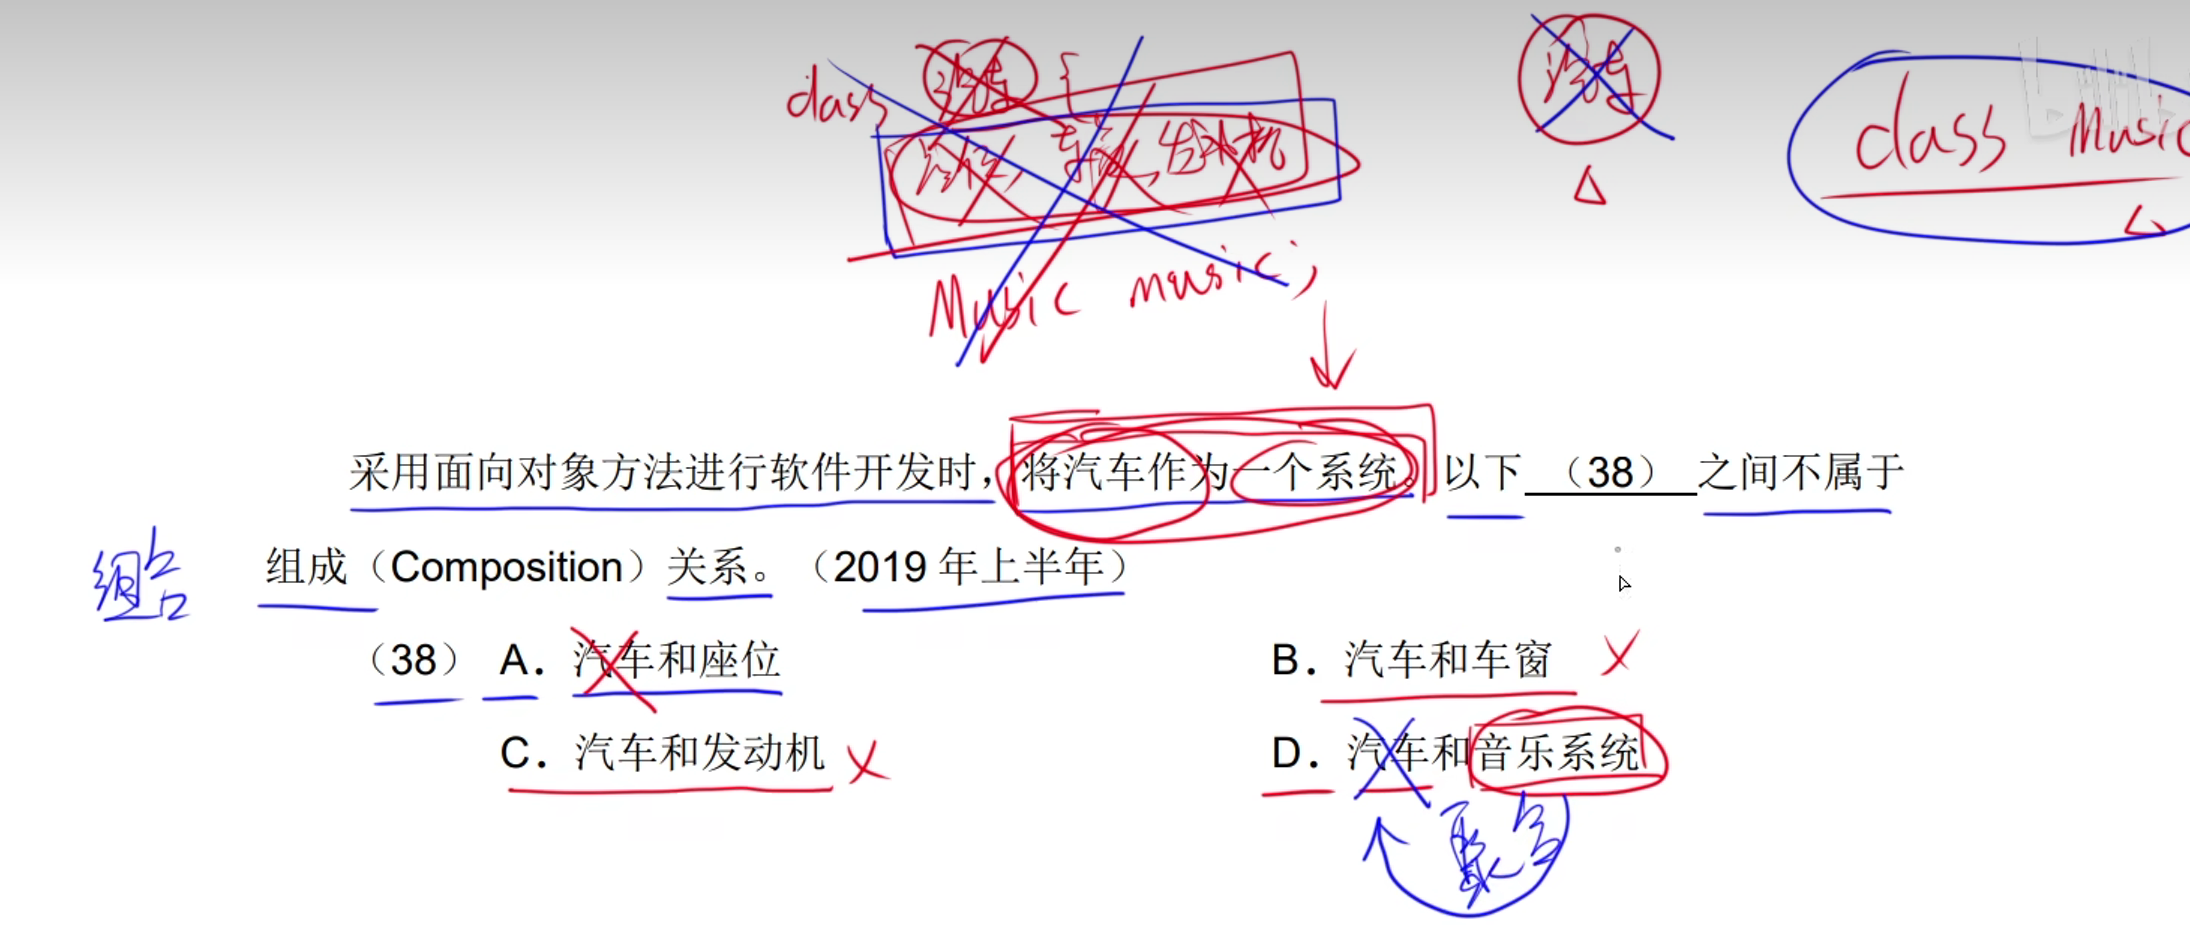 class 汽车 {
汽车
class Music
座位, 车窗, 发动机
Music music;
采用面向对象方法进行软件开发时，将汽车作为一个系统。以下 （38） 之间不属于
组合
组成（Composition）关系。（2019 年上半年）
（38） A．汽车和座位 B．汽车和车窗
C．汽车和发动机 D．汽车和音乐系统
聚合